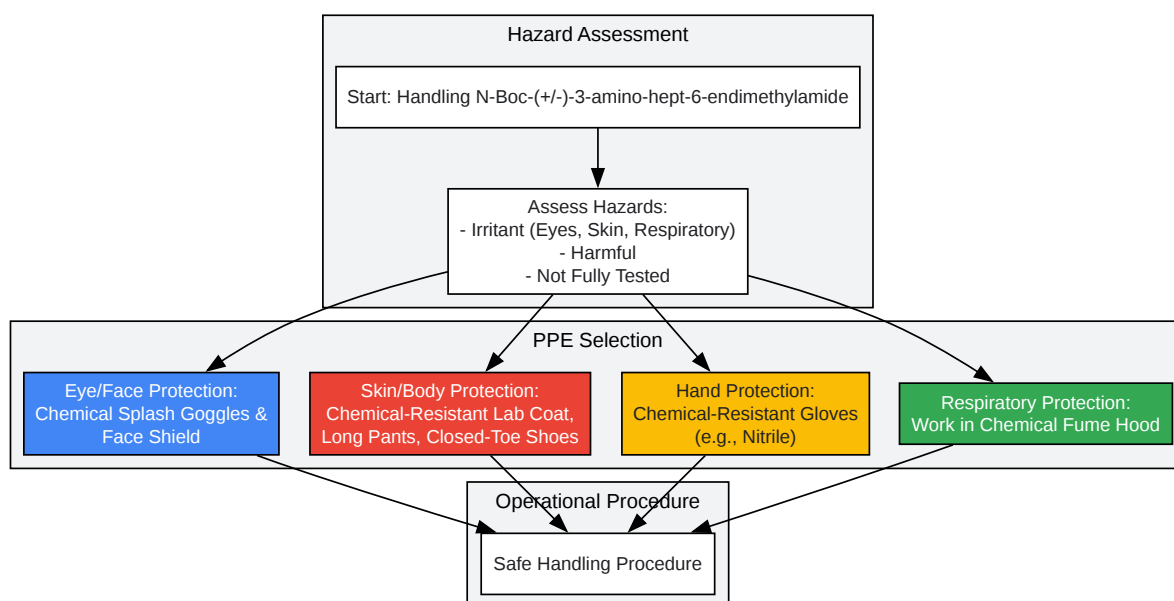 Hazard Assessment
Start: Handling N-Boc-(+/-)-3-amino-hept-6-endimethylamide
Assess Hazards:
- Irritant (Eyes, Skin, Respiratory)
- Harmful
- Not Fully Tested
PPE Selection
Eye/Face Protection:
Chemical Splash Goggles &
Face Shield
Skin/Body Protection:
Chemical-Resistant Lab Coat,
Long Pants, Closed-Toe Shoes
Hand Protection:
Chemical-Resistant Gloves
(e.g., Nitrile)
Respiratory Protection:
Work in Chemical Fume Hood
Operational Procedure
Safe Handling Procedure